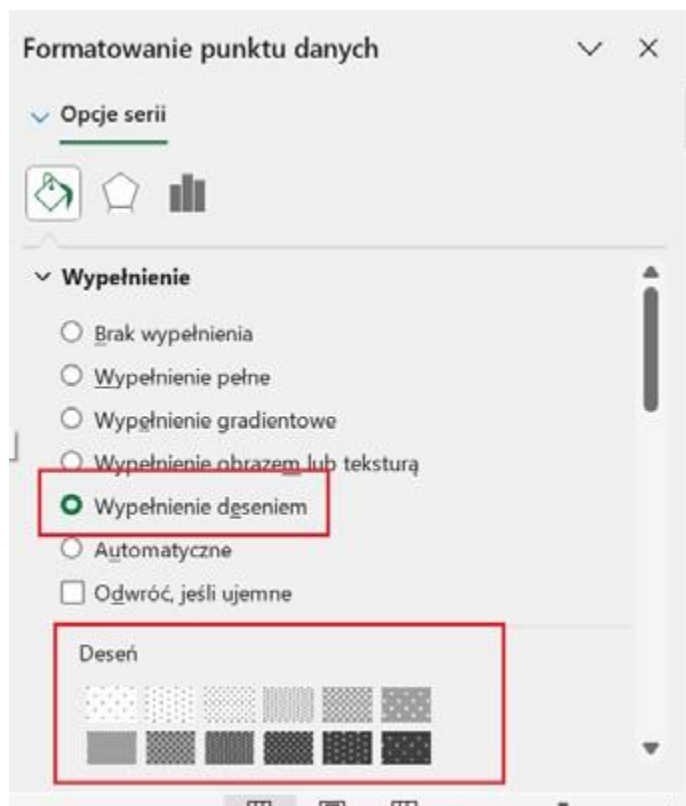 Formatowanie punktu danych
Opcje serii
Wypełnienie
Brak wypełnienia
Wypełnienie pełne
Wypełnienie gradientowe
Wypełnienie obrazem lub teksturą
Wypełnienie deseniem
Automatyczne
Odwróć, jeśli ujemne
Deseń